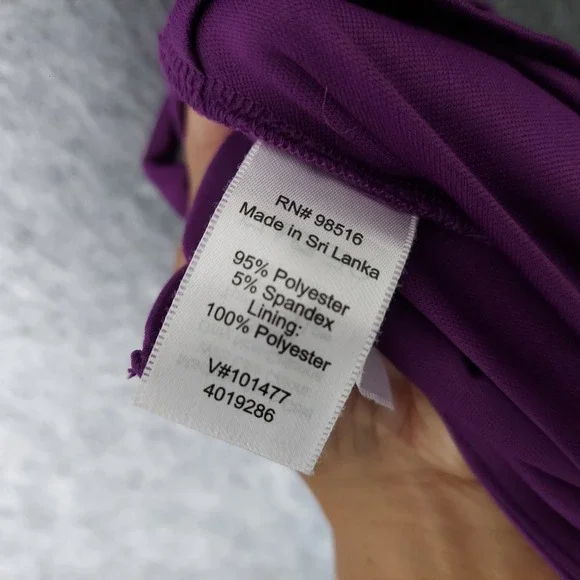 RN# 98516
Made in Sri Lanka
95% Polyester
5% Spandex
Lining:
100% Polyester
V#101477
4019286